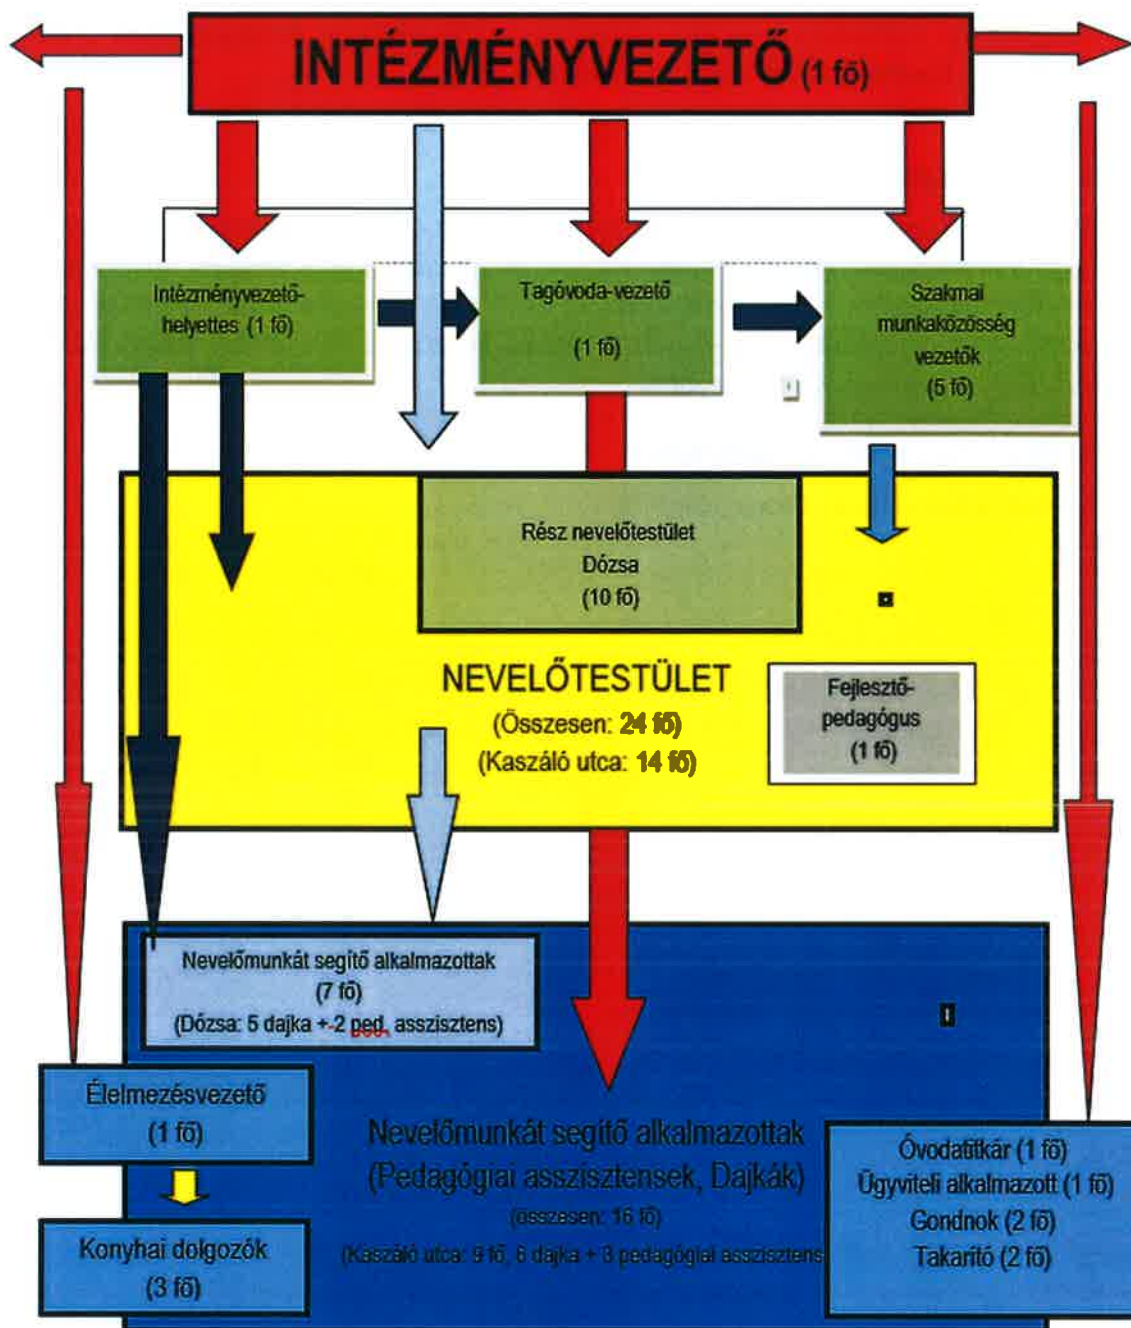 INTÉZMÉNYVEZETŐ (1 fő)
Intézményvezető-
helyettes (1 fő)
Tagóvoda-vezető
(1 fő)
Szakmai
munkaközösség
vezetők
(5 fő)
Rész nevelőtestület
Dózsa
(10 fő)
NEVELŐTESTÜLET
(Összesen: 24 fő)
(Kaszáló utca: 14 fő)
Fejlesztő-
pedagógus
(1 fő)
Nevelőmunkát segítő alkalmazottak
(7 fő)
(Dózsa: 5 dajka + 2 ped. asszisztens)
Élelmezésvezető
(1 fő)
Konyhai dolgozók
(3 fő)
Nevelőmunkát segítő alkalmazottak
(Pedagógiai asszisztensek, Dajkák)
(összesen: 16 fő)
(Kaszáló utca: 9 fő, 6 dajka + 3 pedagógiai asszisztens
Óvodatitkár (1 fő)
Ügyviteli alkalmazott (1 fő)
Gondnok (2 fő)
Takarító (2 fő)